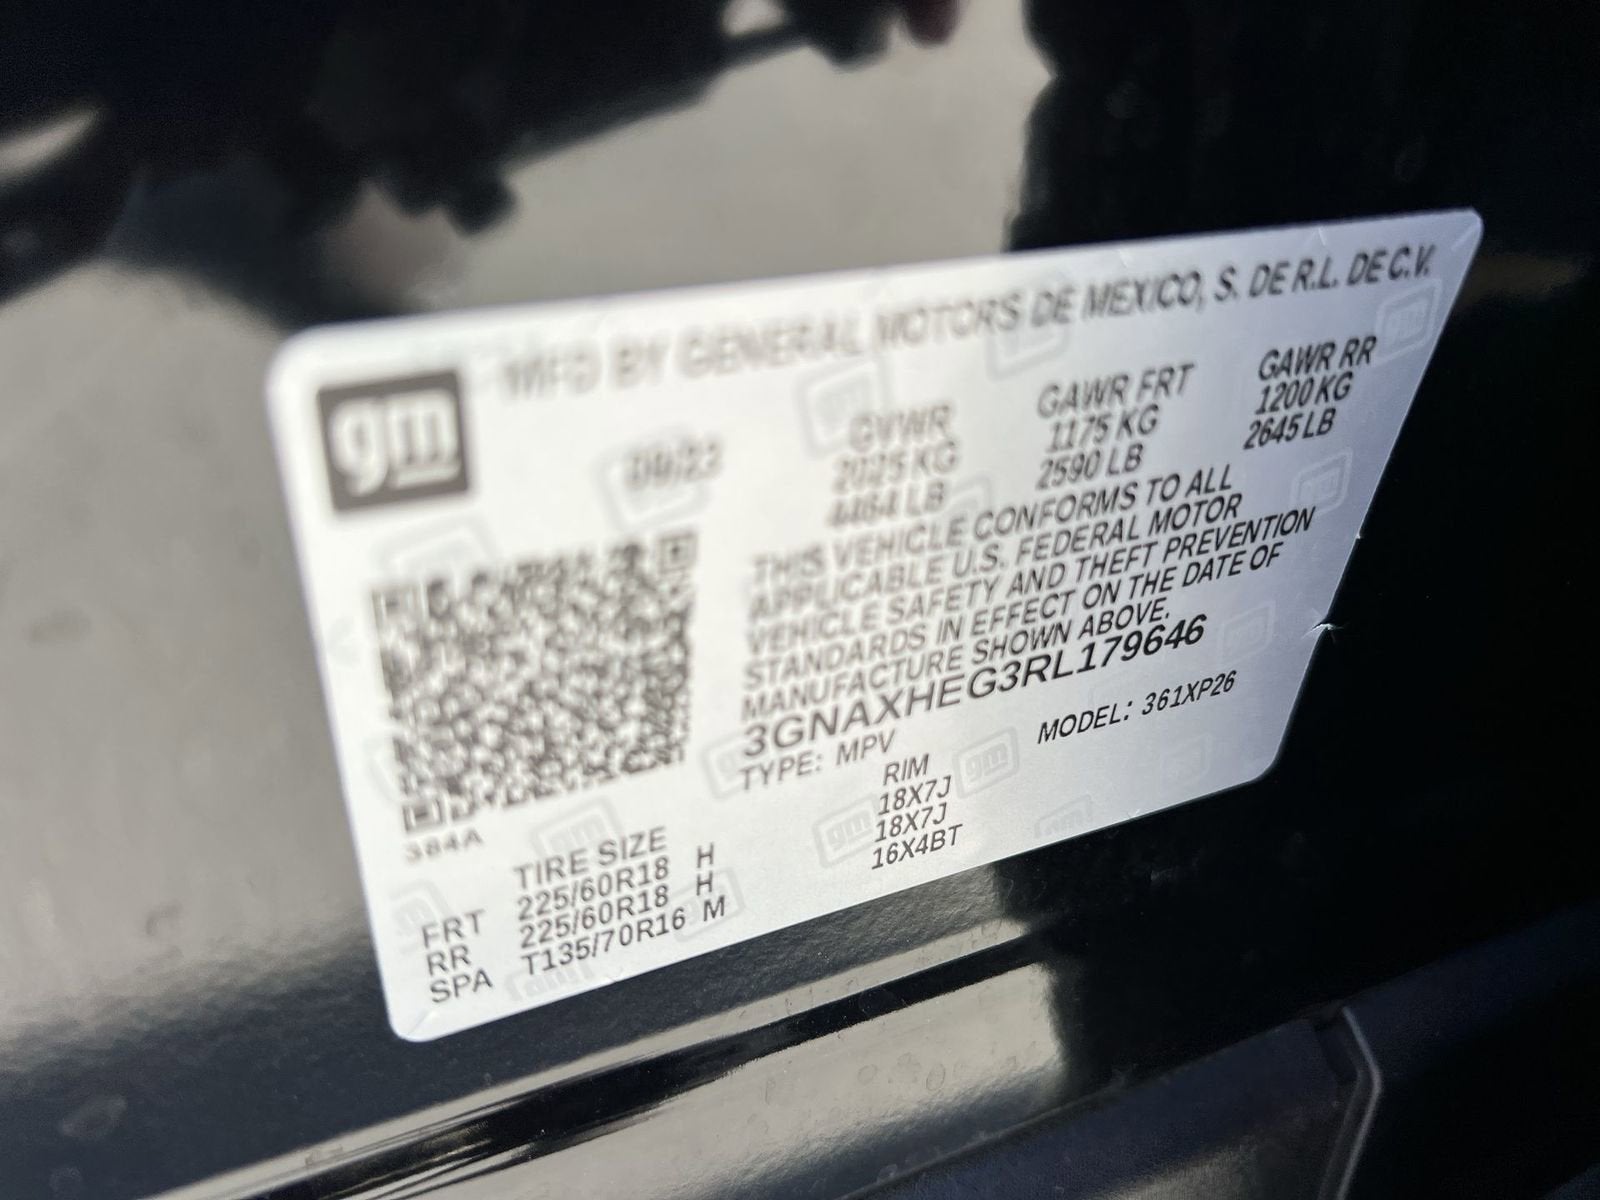 MFD BY GENERAL MOTORS DE MEXICO, S. DE R.L. DE C.V.
gm
GVWR GAWR FRT GAWR RR
2025 KG 1175 KG 1200 KG
4464 LB 2590 LB 2645 LB
THIS VEHICLE CONFORMS TO ALL
APPLICABLE U.S. FEDERAL MOTOR
VEHICLE SAFETY AND THEFT PREVENTION
STANDARDS IN EFFECT ON THE DATE OF
MANUFACTURE SHOWN ABOVE.
3GNAXHEG3RL179646
TYPE: MPV MODEL: 361XP26
384A
TIRE SIZE RIM
FRT 225/60R18 H 18X7J
RR 225/60R18 H 18X7J
SPA T135/70R16 M 16X4BT